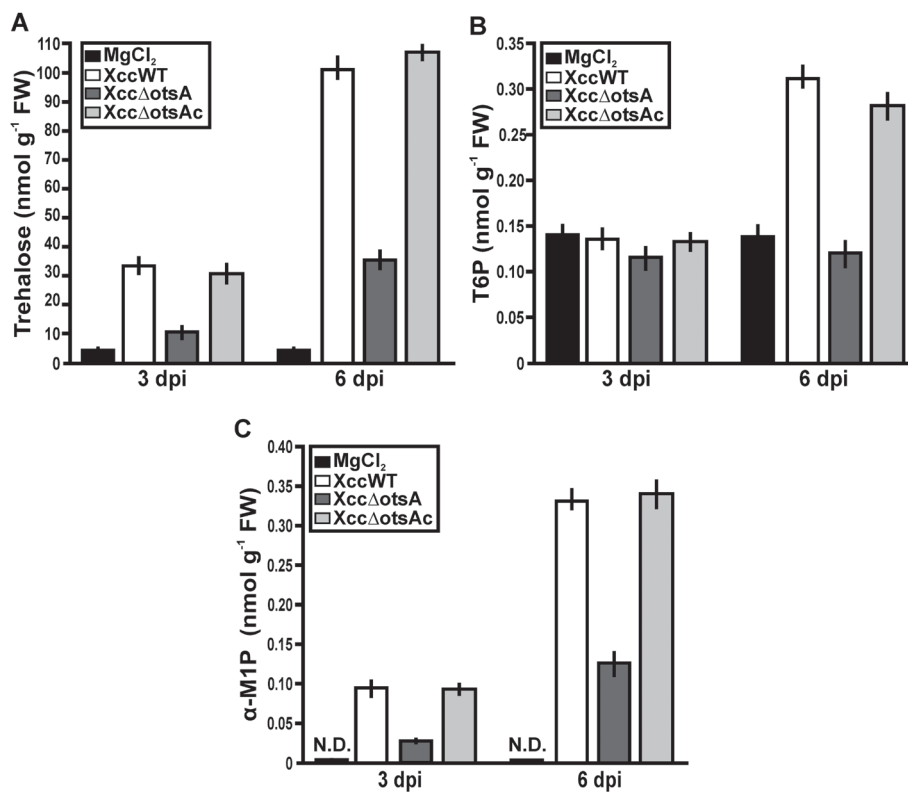 A
Trehalose (nmol g⁻¹ FW)
110
100
90
80
70
60
50
40
30
20
10
0
MgCl₂
XccWT
XccΔotsA
XccΔotsAc
3 dpi
6 dpi
B
T6P (nmol g⁻¹ FW)
0.35
0.30
0.25
0.20
0.15
0.10
0.05
0
MgCl₂
XccWT
XccΔotsA
XccΔotsAc
3 dpi
6 dpi
C
α-M1P (nmol g⁻¹ FW)
0.40
0.35
0.30
0.25
0.20
0.15
0.10
0.05
0
MgCl₂
XccWT
XccΔotsA
XccΔotsAc
N.D.
N.D.
3 dpi
6 dpi